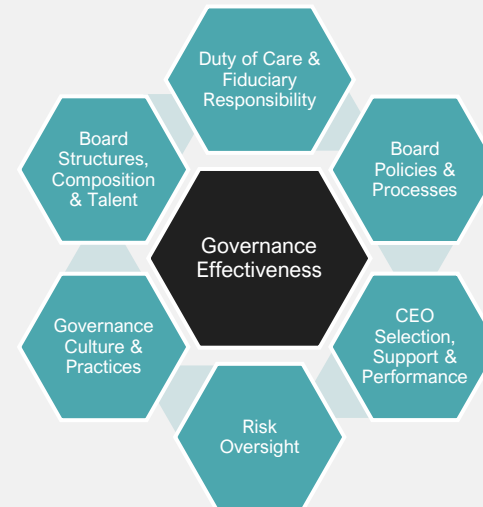 Duty of Care &
Fiduciary
Responsibility
Board
Structures,
Composition
& Talent
Board
Policies &
Processes
Governance
Effectiveness
Governance
Culture &
Practices
CEO
Selection,
Support &
Performance
Risk
Oversight